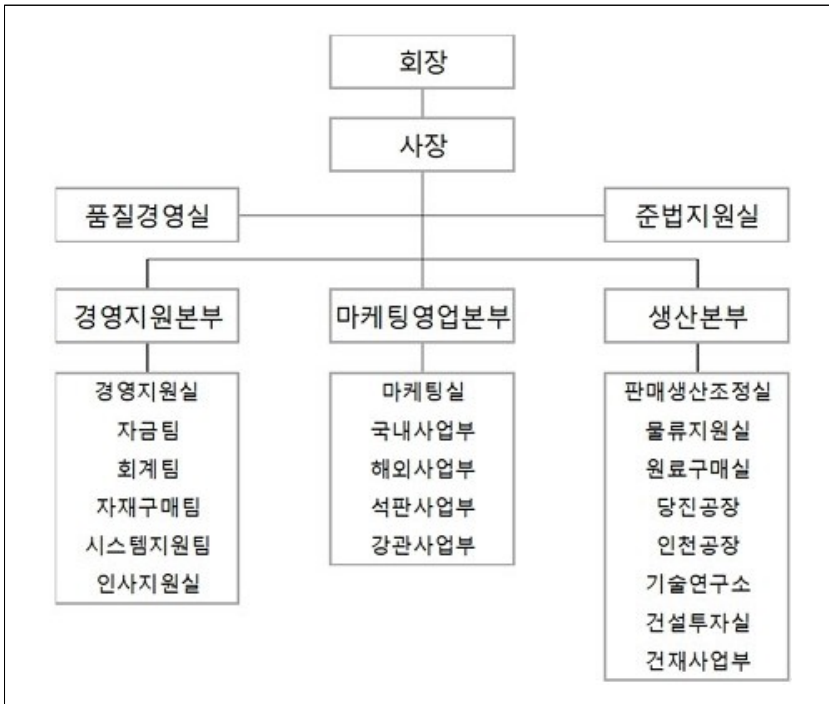 회장
사장
품질경영실
준법지원실
경영지원본부
마케팅영업본부
생산본부
경영지원실
자금팀
회계팀
자재구매팀
시스템지원팀
인사지원실
마케팅실
국내사업부
해외사업부
석판사업부
강관사업부
판매생산조정실
물류지원실
원료구매실
당진공장
인천공장
기술연구소
건설투자실
건재사업부